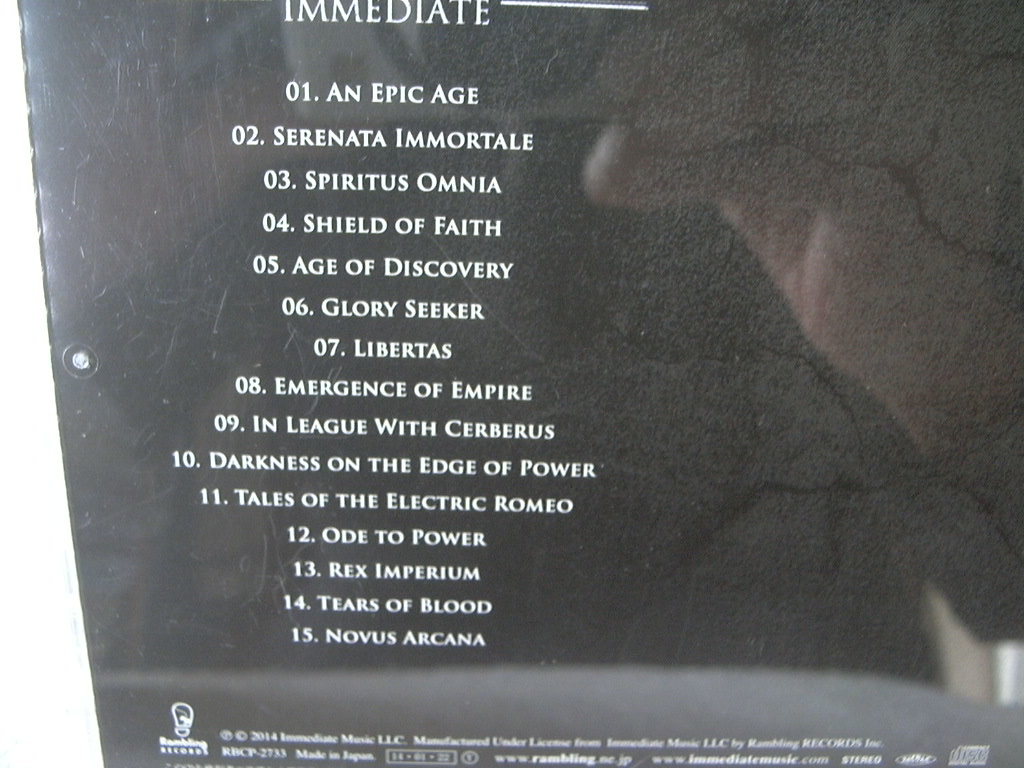 IMMEDIATE
01. AN EPIC AGE
02. SERENATA IMMORTALE
03. SPIRITUS OMNIA
04. SHIELD OF FAITH
05. AGE OF DISCOVERY
06. GLORY SEEKER
07. LIBERTAS
08. EMERGENCE OF EMPIRE
09. IN LEAGUE WITH CERBERUS
10. DARKNESS ON THE EDGE OF POWER
11. TALES OF THE ELECTRIC ROMEO
12. ODE TO POWER
13. REX IMPERIUM
14. TEARS OF BLOOD
15. NOVUS ARCANA
Rambling
RECORDS
℗ © 2014 Immediate Music LLC. Manufactured Under License from Immediate Music LLC by Rambling RECORDS Inc.
RBCP-2733 Made in Japan. 14・01・22 Y www.rambling.ne.jp www.immediatemusic.com STEREO